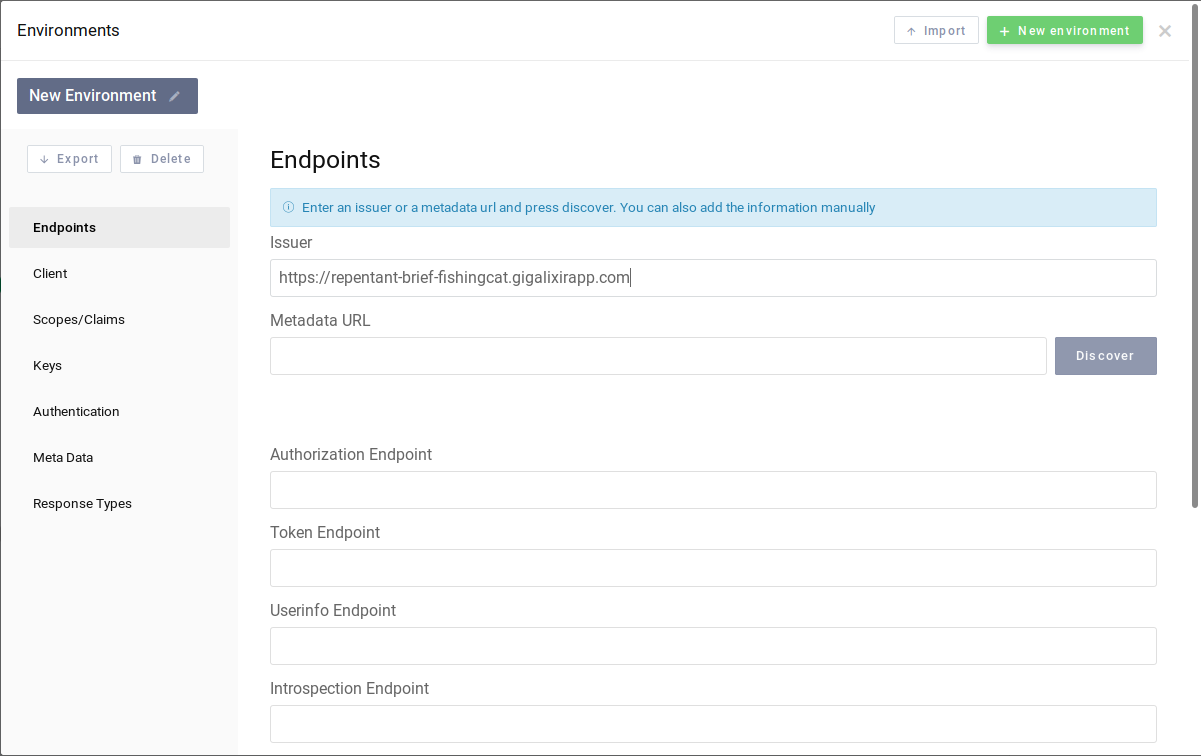 Environments
Import
New environment
New Environment
Export
Delete
Endpoints
Client
Scopes/Claims
Keys
Authentication
Meta Data
Response Types
Endpoints
Enter an issuer or a metadata url and press discover. You can also add the information manually
Issuer
https://repentant-brief-fishingcat.gigalixirapp.com
Metadata URL
Discover
Authorization Endpoint
Token Endpoint
Userinfo Endpoint
Introspection Endpoint